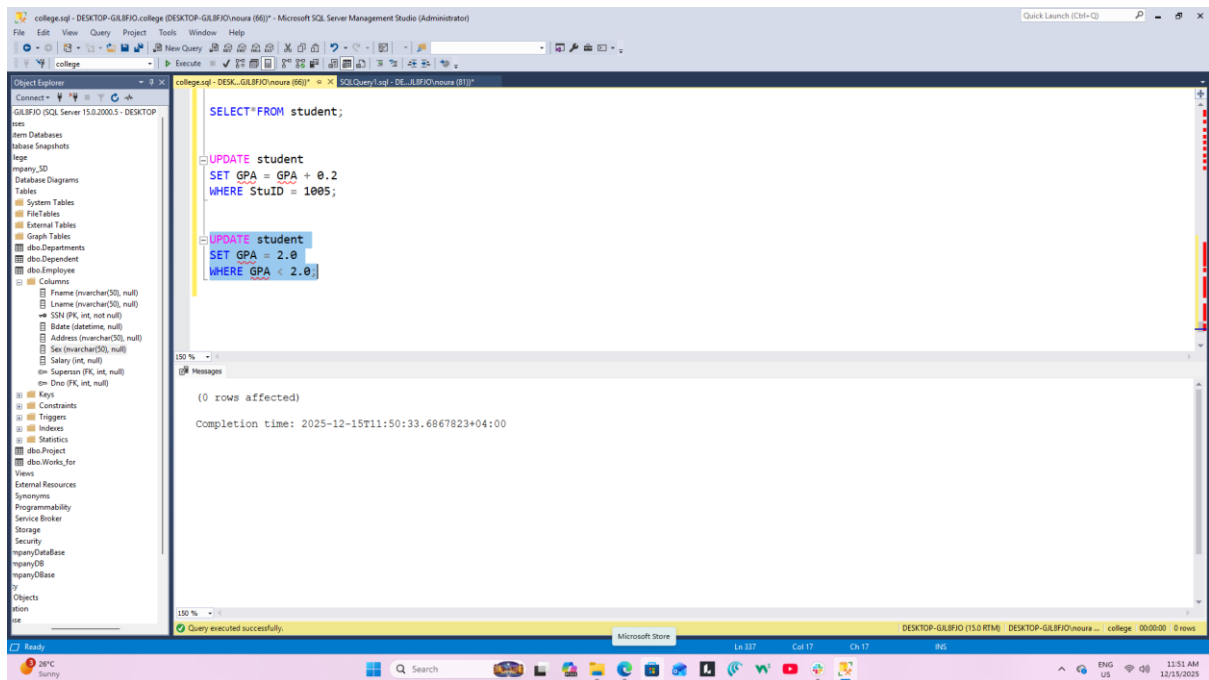 college.sql - DESKTOP-GJL8FJO.college (DESKTOP-GJL8FJO\noura (66))* - Microsoft SQL Server Management Studio (Administrator)
Quick Launch (Ctrl+Q)
File Edit View Query Project Tools Window Help
New Query
college
Execute
Object Explorer
college.sql - DESK...GJL8FJO\noura (66))*
SQLQuery1.sql - DE...JL8FJO\noura (81))*
Connect
-GJL8FJO (SQL Server 15.0.2000.5 - DESKTOP
ses
tem Databases
tabase Snapshots
lege
mpany_SD
Database Diagrams
Tables
System Tables
FileTables
External Tables
Graph Tables
dbo.Departments
dbo.Dependent
dbo.Employee
Columns
Fname (nvarchar(50), null)
Lname (nvarchar(50), null)
SSN (PK, int, not null)
Bdate (datetime, null)
Address (nvarchar(50), null)
Sex (nvarchar(50), null)
Salary (int, null)
Superssn (FK, int, null)
Dno (FK, int, null)
Keys
Constraints
Triggers
Indexes
Statistics
dbo.Project
dbo.Works_for
Views
External Resources
Synonyms
Programmability
Service Broker
Storage
Security
mpanyDataBase
mpanyDB
mpanyDBase
Objects
SELECT*FROM student;
UPDATE student
SET GPA = GPA + 0.2
WHERE StuID = 1005;
UPDATE student
SET GPA = 2.0
WHERE GPA < 2.0;
150 %
Messages
(0 rows affected)
Completion time: 2025-12-15T11:50:33.6867823+04:00
150 %
Query executed successfully.
DESKTOP-GJL8FJO (15.0 RTM) DESKTOP-GJL8FJO\noura ... college 00:00:00 0 rows
Microsoft Store
Ready
Ln 337 Col 17 Ch 17 INS
26°C
Sunny
Search
ENG
US
11:51 AM
12/15/2025